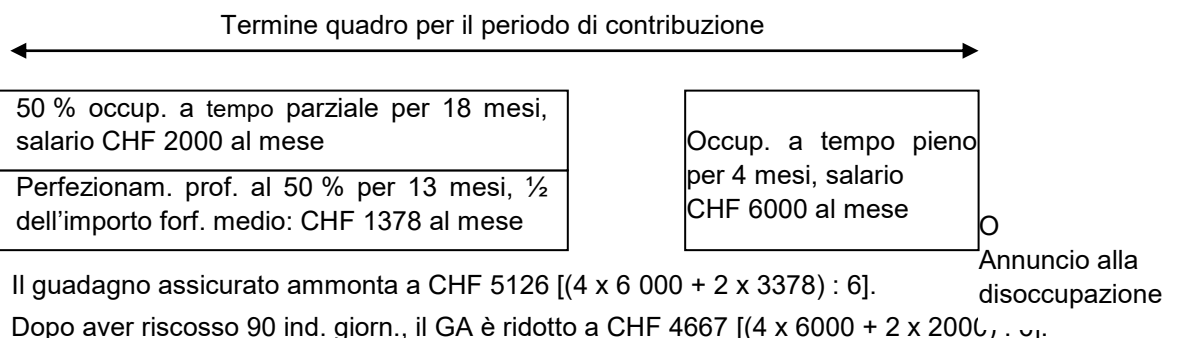 Termine quadro per il periodo di contribuzione
50 % occup. a tempo parziale per 18 mesi,
salario CHF 2000 al mese
Perfezionam. prof. al 50 % per 13 mesi, ½
dell’importo forf. medio: CHF 1378 al mese
Occup. a tempo pieno
per 4 mesi, salario
CHF 6000 al mese
O
Annuncio alla
disoccupazione
Il guadagno assicurato ammonta a CHF 5126 [(4 x 6 000 + 2 x 3378) : 6].
Dopo aver riscosso 90 ind. giorn., il GA è ridotto a CHF 4667 [(4 x 6000 + 2 x